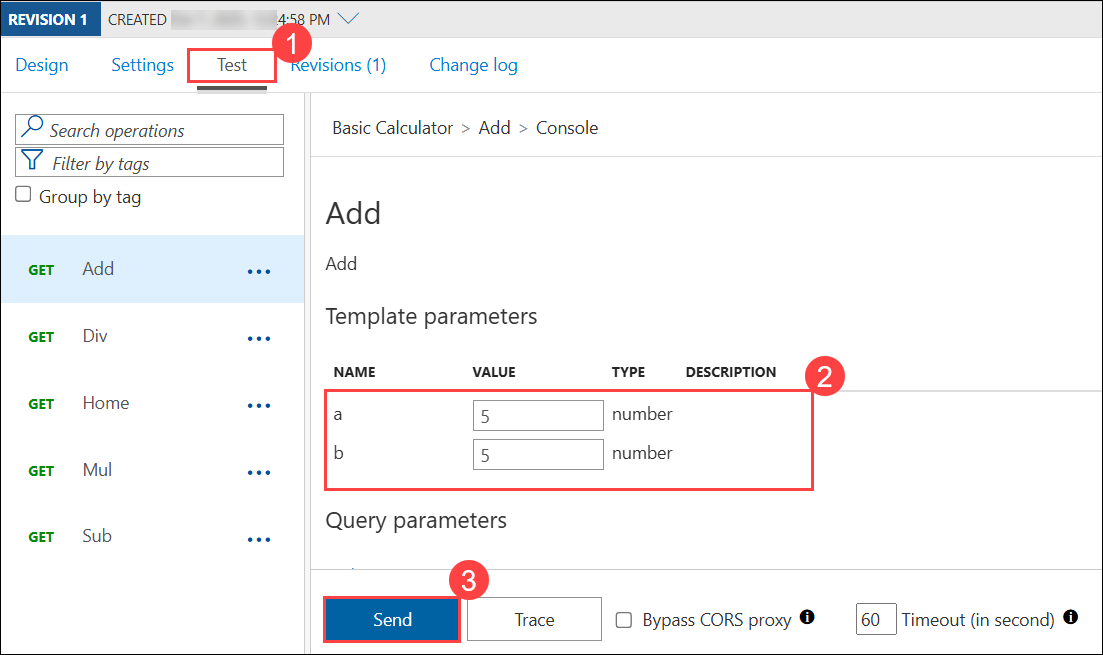 REVISION 1 CREATED 4:58 PM
1
Design Settings Test Revisions (1) Change log
Search operations
Filter by tags
Group by tag
GET Add
GET Div
GET Home
GET Mul
GET Sub
Basic Calculator > Add > Console
Add
Add
Template parameters
NAME VALUE TYPE DESCRIPTION
2
a 5 number
b 5 number
Query parameters
3
Send Trace Bypass CORS proxy 60 Timeout (in second)